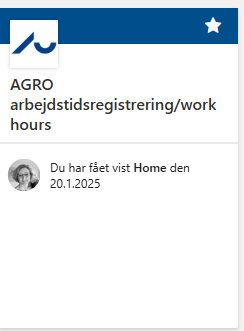 AGRO
arbejdstidsregistrering/work
hours
Du har fået vist Home den
20.1.2025